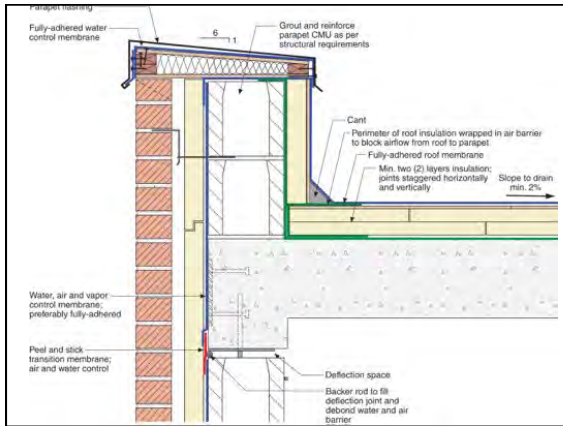 Parapet flashing
Fully-adhered water
control membrane
6
1
Grout and reinforce
parapet CMU as per
structural requirements
Cant
Perimeter of roof insulation wrapped in air barrier
to block airflow from roof to parapet
Fully-adhered roof membrane
Min. two (2) layers insulation;
joints staggered horizontally
and vertically
Slope to drain
min. 2%
Water, air and vapor
control membrane;
preferably fully-adhered
Peel and stick
transition membrane;
air and water control
Deflection space
Backer rod to fill
deflection joint and
debond water and air
barrier